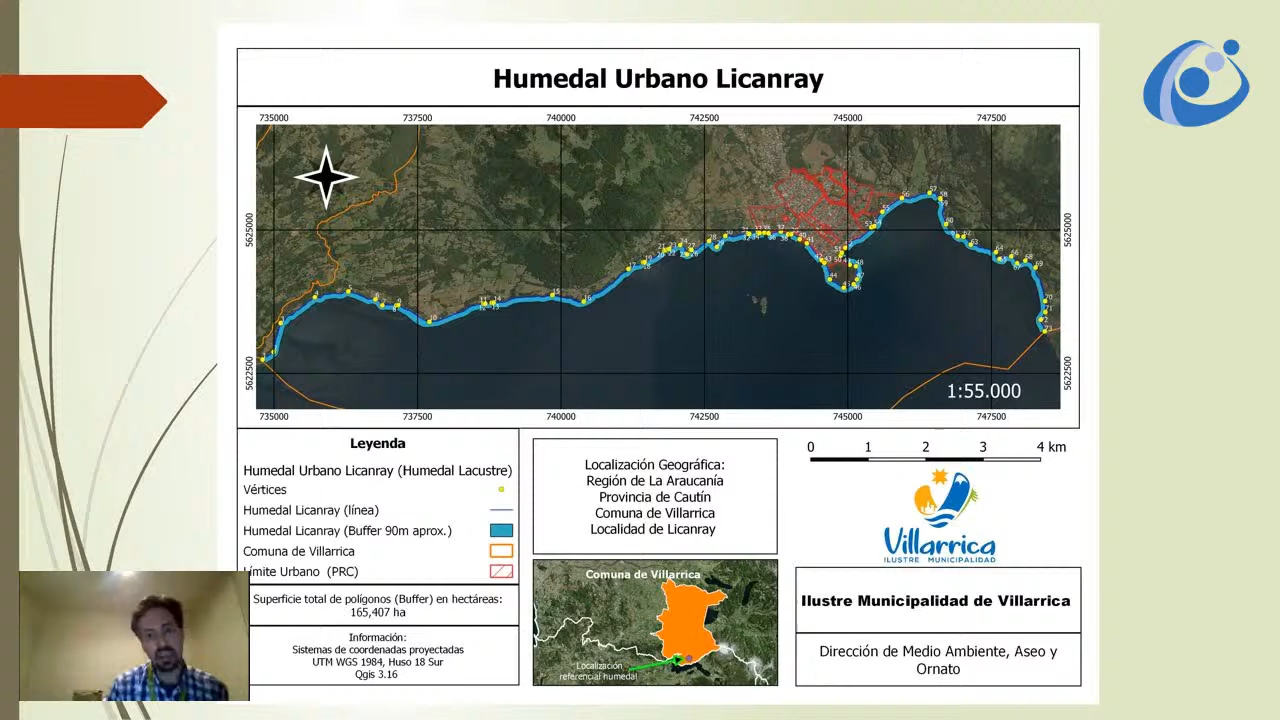 Humedal Urbano Licanray
735000 737500 740000 742500 745000 747500
5625000 5625000
5622500 5622500
1:55.000
735000 737500 740000 742500 745000 747500
Leyenda
Humedal Urbano Licanray (Humedal Lacustre)
Vértices
Humedal Licanray (línea)
Humedal Licanray (Buffer 90m aprox.)
Comuna de Villarrica
Límite Urbano (PRC)
Superficie total de polígonos (Buffer) en hectáreas:
165,407 ha
Información:
Sistemas de coordenadas proyectadas
UTM WGS 1984, Huso 18 Sur
Qgis 3.16
Localización Geográfica:
Región de La Araucanía
Provincia de Cautín
Comuna de Villarrica
Localidad de Licanray
Comuna de Villarrica
Localización
referencial humedal
0 1 2 3 4 km
Villarrica
ILUSTRE MUNICIPALIDAD
Ilustre Municipalidad de Villarrica
Dirección de Medio Ambiente, Aseo y
Ornato